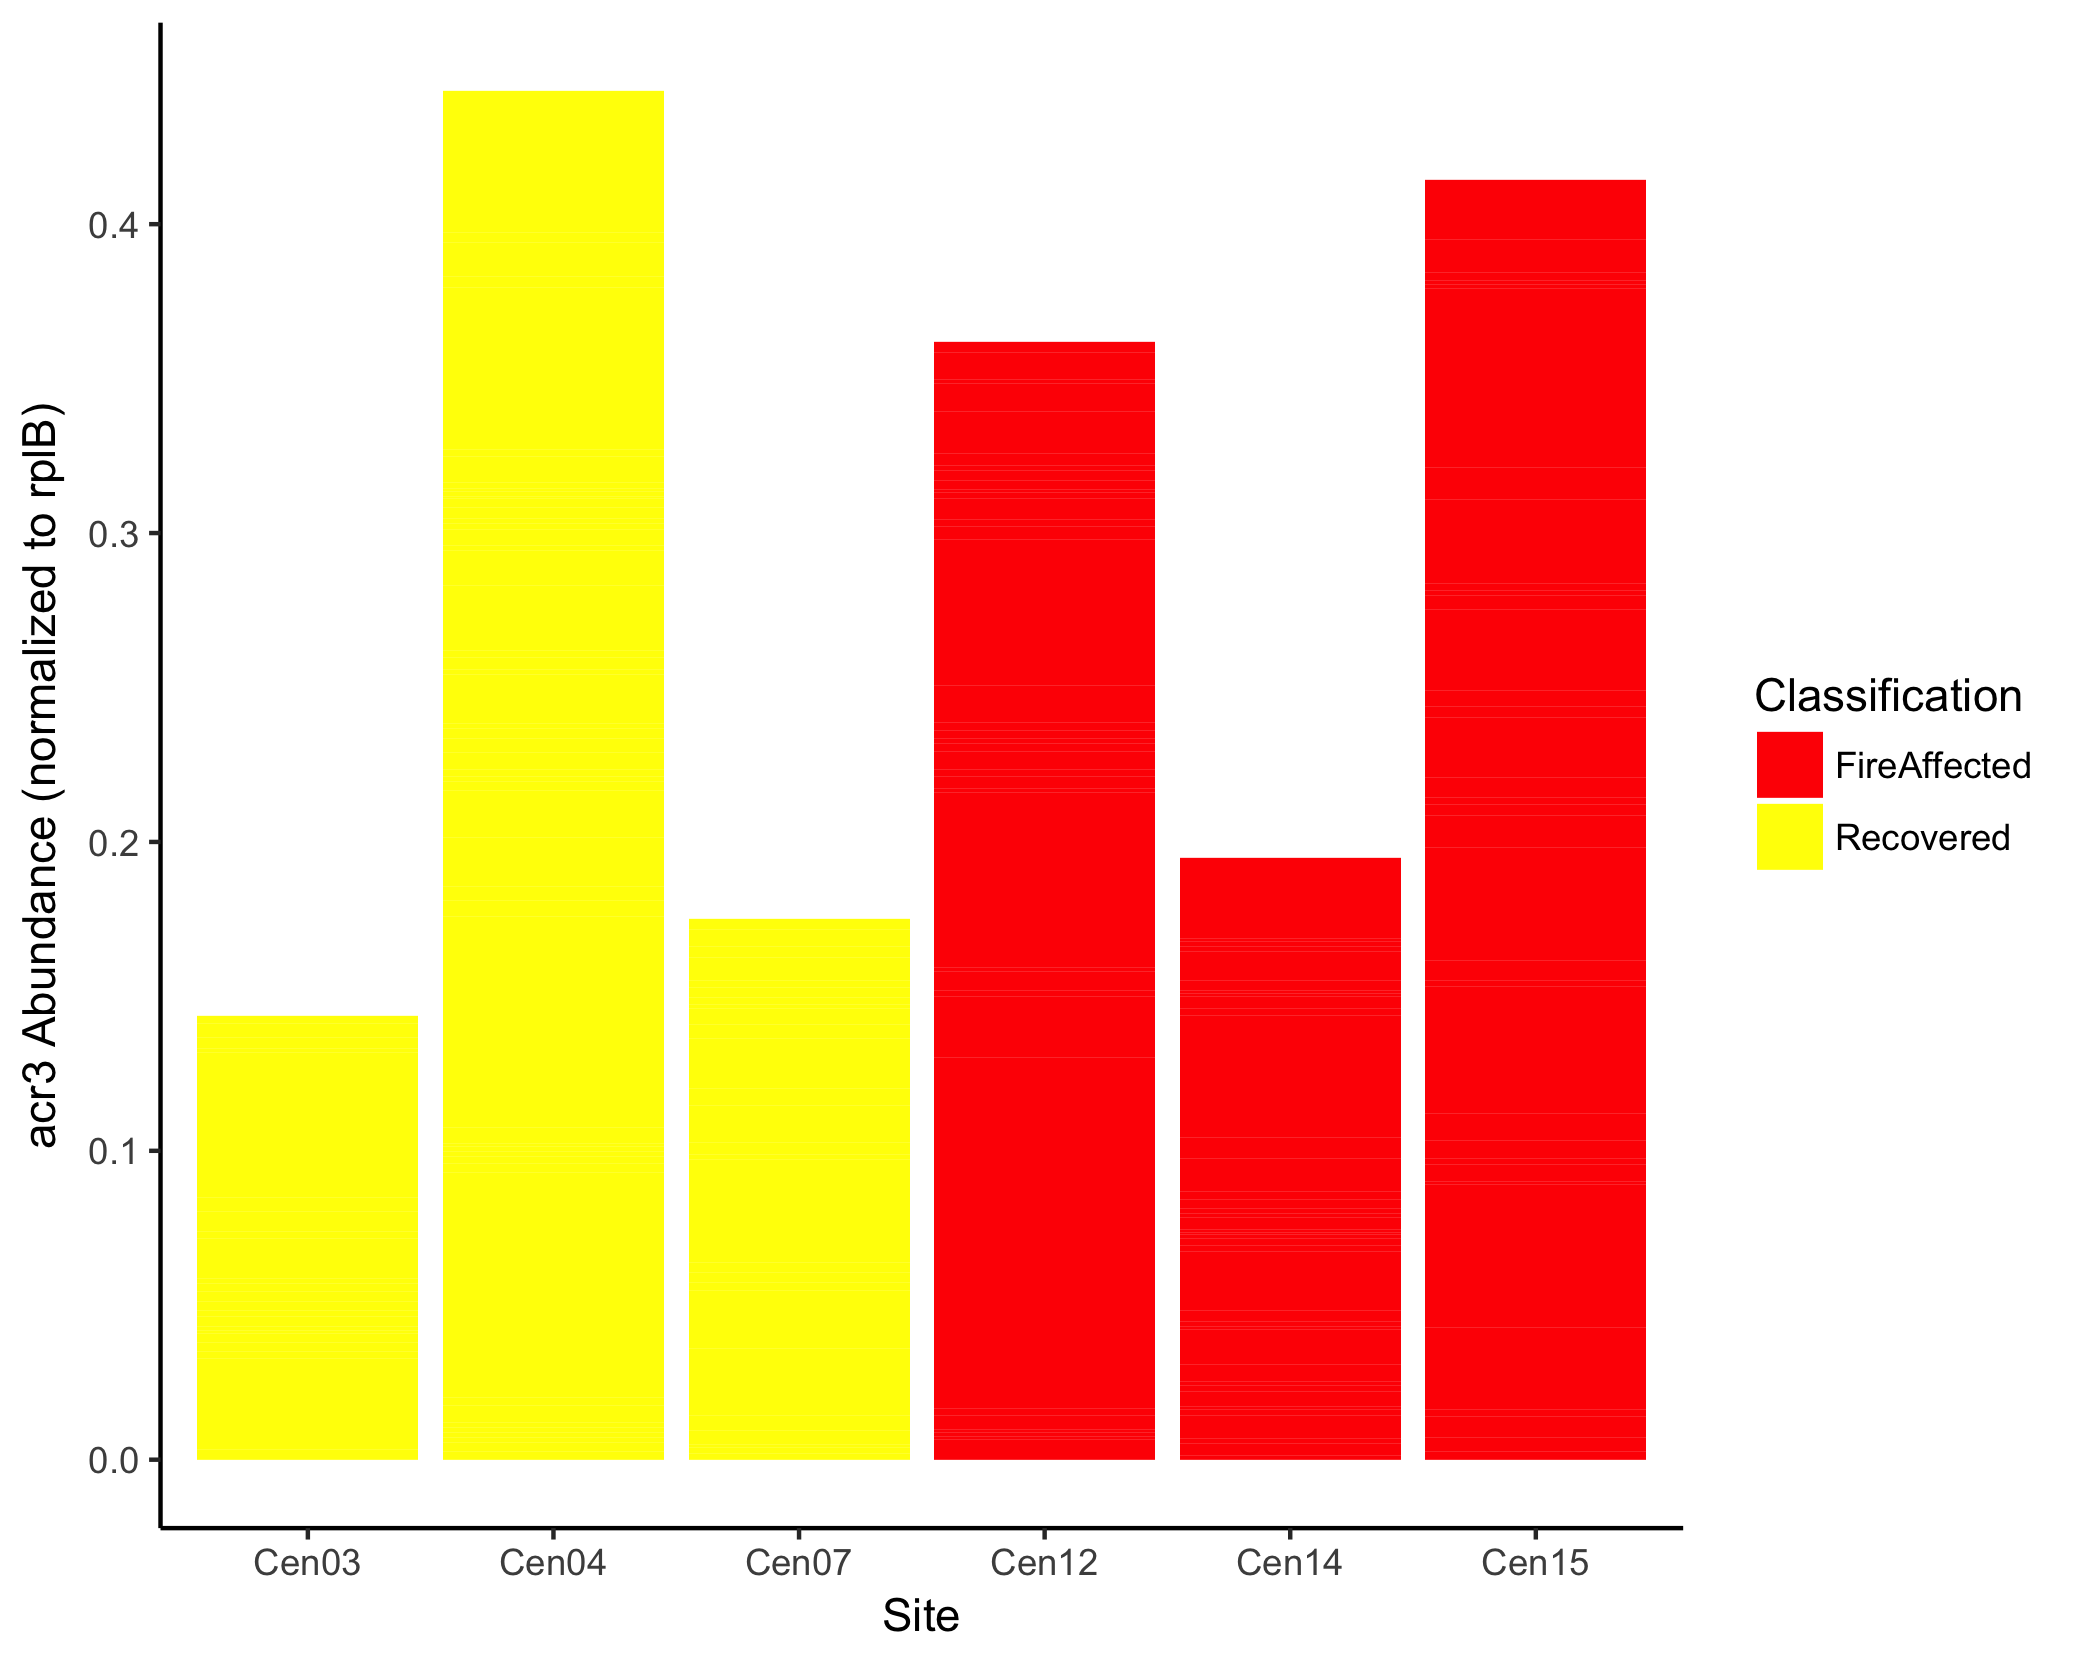 acr3 Abundance (normalized to rplB)
0.4
0.3
0.2
0.1
0.0
Cen03 Cen04 Cen07 Cen12 Cen14 Cen15
Site
Classification
FireAffected
Recovered